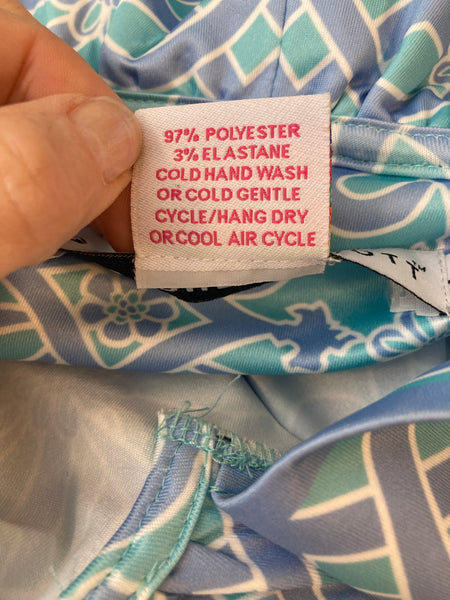 97% POLYESTER
3% ELASTANE
COLD HAND WASH
OR COLD GENTLE
CYCLE/HANG DRY
OR COOL AIR CYCLE